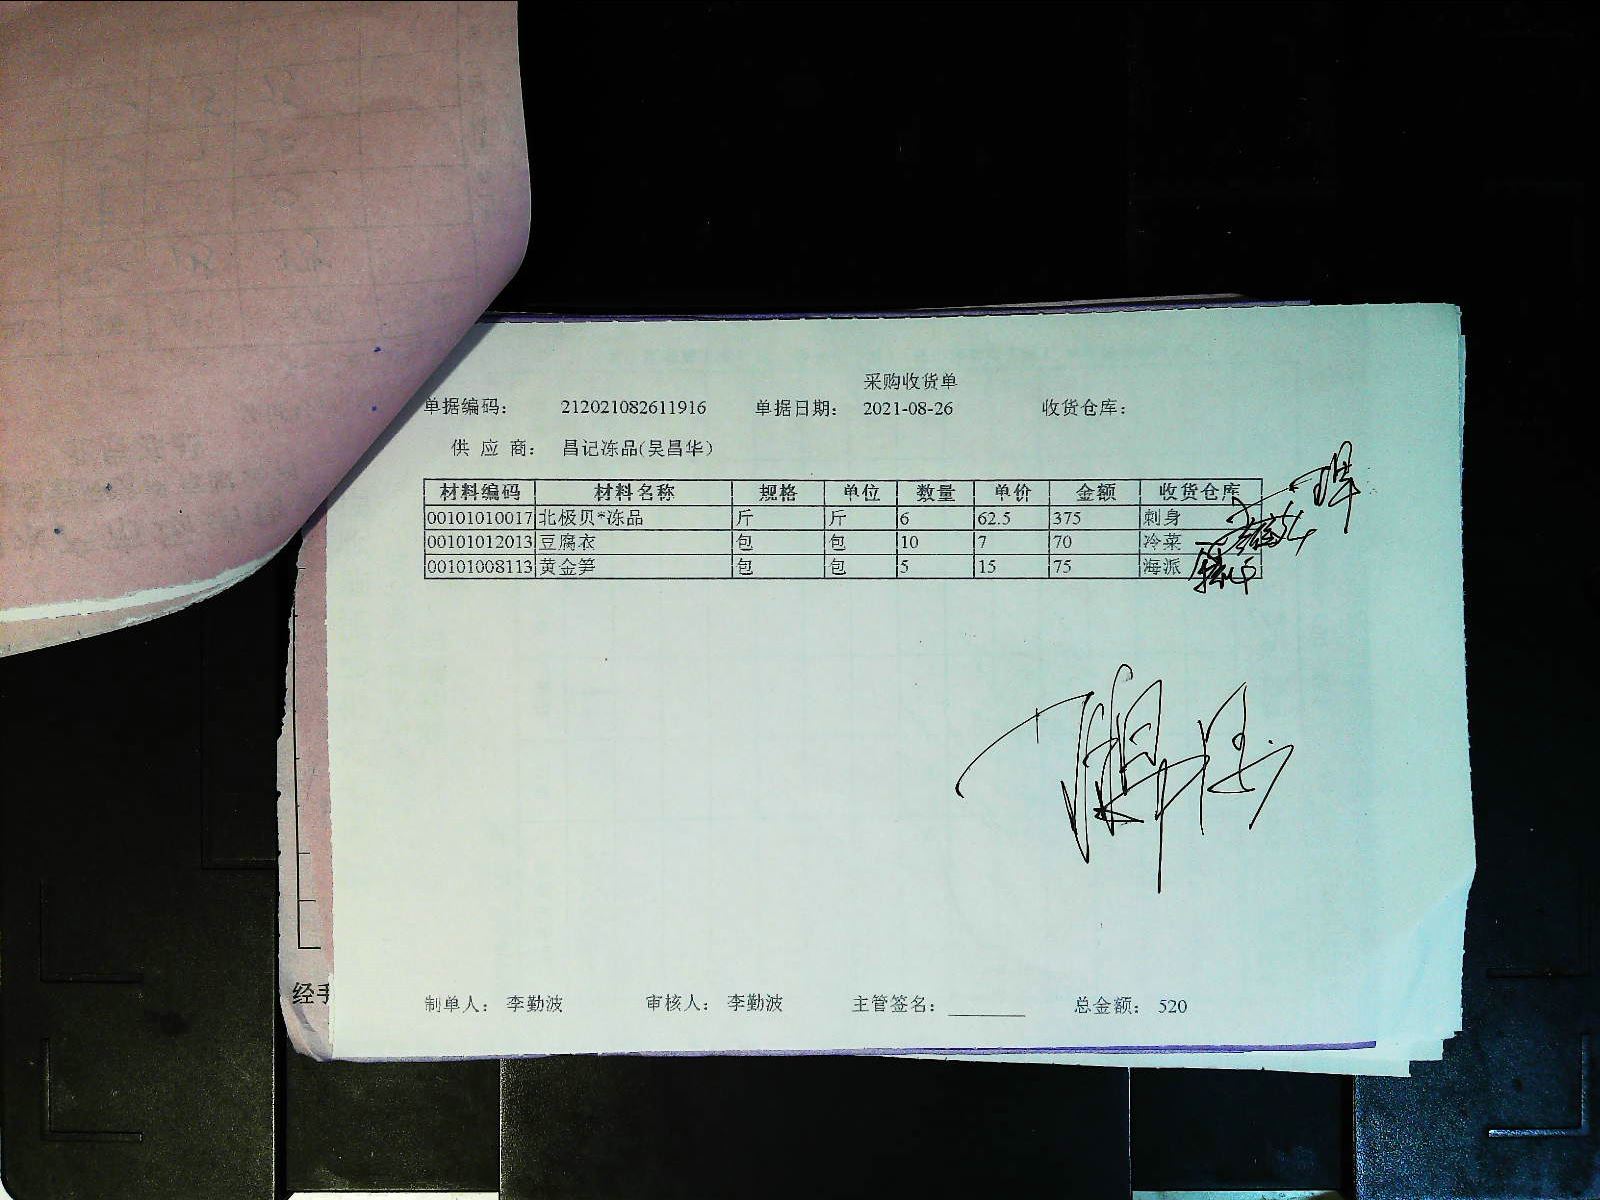 采购收货单
单据编码： 212021082611916 单据日期： 2021-08-26 收货仓库：
供 应 商： 昌记冻品(吴昌华)
材料编码 材料名称 规格 单位 数量 单价 金额 收货仓库
00101010017 北极贝*冻品 斤 斤 6 62.5 375 刺身
00101012013 豆腐衣 包 包 10 7 70 冷菜
00101008113 黄金笋 包 包 5 15 75 海派
经手
制单人： 李勤波 审核人： 李勤波 主管签名： 总金额： 520